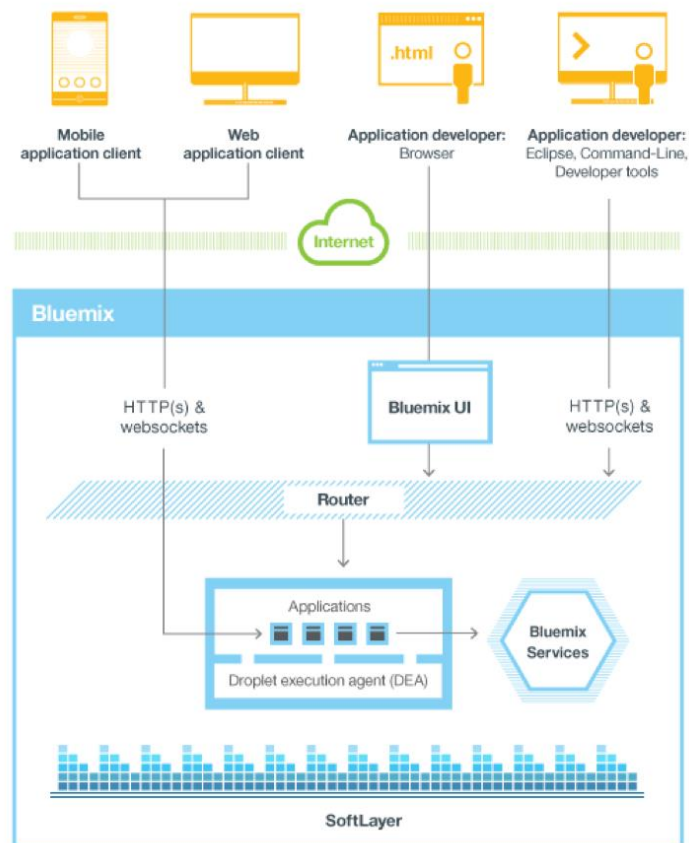 .html
Mobile
application client
Web
application client
Application developer:
Browser
Application developer:
Eclipse, Command-Line,
Developer tools
Internet
Bluemix
HTTP(s) &
websockets
Bluemix UI
HTTP(s) &
websockets
Router
Applications
Droplet execution agent (DEA)
Bluemix
Services
SoftLayer